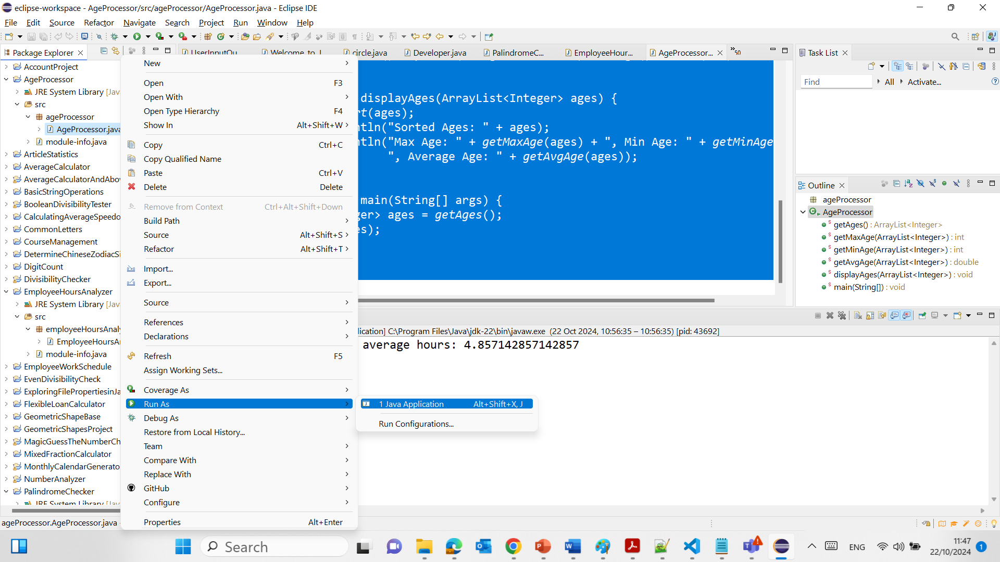 eclipse-workspace - AgeProcessor/src/ageProcessor/AgeProcessor.java - Eclipse IDE
File Edit Source Refactor Navigate Search Project Run Window Help
Package Explorer
AccountProject
AgeProcessor
JRE System Library [Jav
src
ageProcessor
AgeProcessor.java
module-info.java
ArticleStatistics
AverageCalculator
AverageCalculatorAndAbov
BasicStringOperations
BooleanDivisibilityTester
CalculatingAverageSpeedo
CommonLetters
CourseManagement
DetermineChineseZodiacSi
DigitCount
DivisibilityChecker
EmployeeHoursAnalyzer
JRE System Library [Jav
src
employeeHoursAnaly
EmployeeHoursAn
module-info.java
EmployeeWorkSchedule
EvenDivisibilityCheck
ExploringFilePropertiesinJa
FlexibleLoanCalculator
GeometricShapeBase
GeometricShapesProject
MagicGuessTheNumberCh
MixedFractionCalculator
MonthlyCalendarGenerato
NumberAnalyzer
PalindromeChecker
JRE System Library [Jav
ageProcessor.AgeProcessor.java
New
Open F3
Open With
Open Type Hierarchy F4
Show In Alt+Shift+W
Copy Ctrl+C
Copy Qualified Name
Paste Ctrl+V
Delete Delete
Remove from Context Ctrl+Alt+Shift+Down
Build Path
Source Alt+Shift+S
Refactor Alt+Shift+T
Import...
Export...
Source
References
Declarations
Refresh F5
Assign Working Sets...
Coverage As
Run As
Debug As
Restore from Local History...
Team
Compare With
Replace With
GitHub
Configure
Properties Alt+Enter
1 Java Application Alt+Shift+X, J
Run Configurations...
UserInputOu Welcome_to_J circle.java Developer.java PalindromeC... EmployeeHour... AgeProcessor... »50
displayAges(ArrayList<Integer> ages) {
rt(ages);
ntln("Sorted Ages: " + ages);
ntln("Max Age: " + getMaxAge(ages) + ", Min Age: " + getMinAge
", Average Age: " + getAvgAge(ages));
main(String[] args) {
ger> ages = getAges();
es);
lication] C:\Program Files\Java\jdk-22\bin\javaw.exe (22 Oct 2024, 10:56:35 – 10:56:35) [pid: 43692]
average hours: 4.857142857142857
Task List
Find All Activate...
Outline
ageProcessor
AgeProcessor
getAges() : ArrayList<Integer>
getMaxAge(ArrayList<Integer>) : int
getMinAge(ArrayList<Integer>) : int
getAvgAge(ArrayList<Integer>) : double
displayAges(ArrayList<Integer>) : void
main(String[]) : void
Search
ENG
11:47
22/10/2024
1